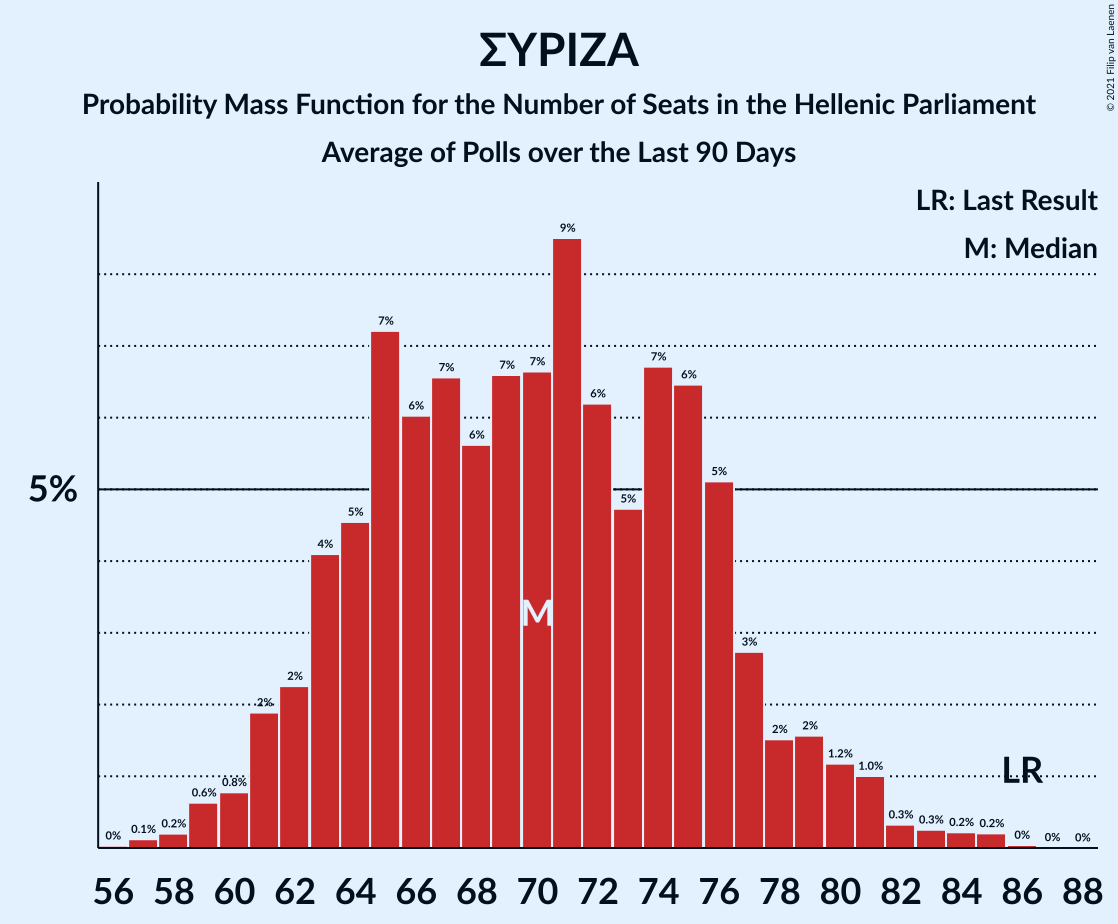 ΣΥΡΙΖΑ
Probability Mass Function for the Number of Seats in the Hellenic Parliament
Average of Polls over the Last 90 Days
© 2021 Filip van Laenen
LR: Last Result
M: Median
5%
0% 0.1% 0.2% 0.6% 0.8% 2% 2% 4% 5% 7% 6% 7% 6% 7% 7% 9% 6% 5% 7% 6% 5% 3% 2% 2% 1.2% 1.0% 0.3% 0.3% 0.2% 0.2% 0% 0% 0%
M
LR
56 58 60 62 64 66 68 70 72 74 76 78 80 82 84 86 88